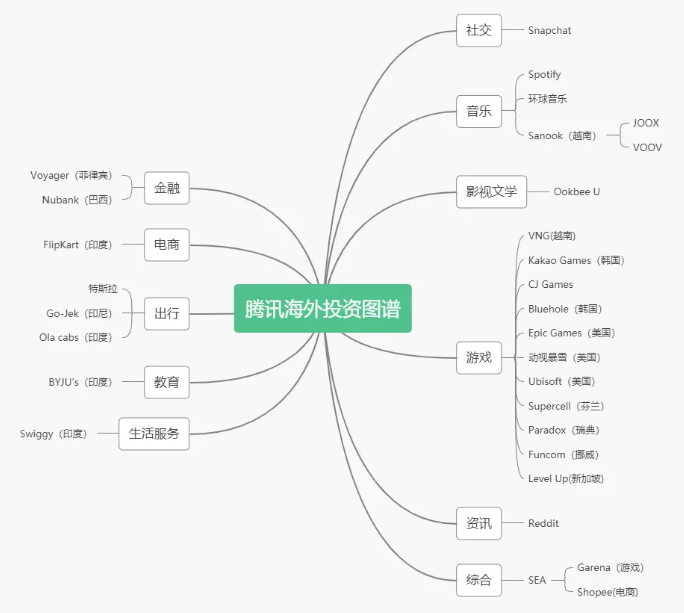 腾讯海外投资图谱
社交
Snapchat
音乐
Spotify
环球音乐
Sanook（越南）
JOOX
VOOV
影视文学
Ookbee U
游戏
VNG(越南)
Kakao Games（韩国）
CJ Games
Bluehole（韩国）
Epic Games（美国）
动视暴雪（美国）
Ubisoft（美国）
Supercell（芬兰）
Paradox（瑞典）
Funcom（挪威）
Level Up(新加坡)
资讯
Reddit
综合
SEA
Garena（游戏）
Shopee(电商)
金融
Voyager（菲律宾）
Nubank（巴西）
电商
FlipKart（印度）
出行
特斯拉
Go-Jek（印尼）
Ola cabs（印度）
教育
BYJU's（印度）
生活服务
Swiggy（印度）